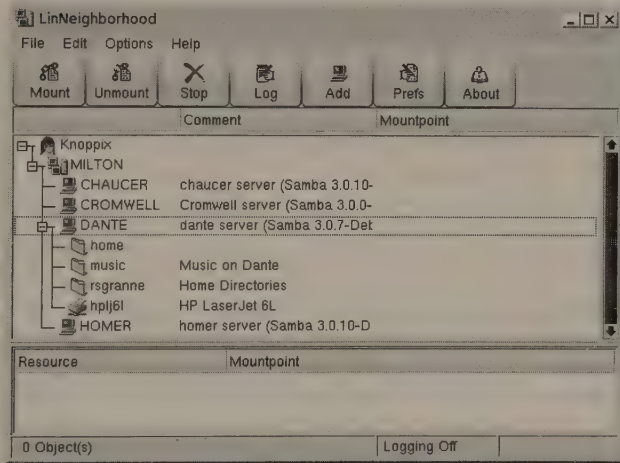 LinNeighborhood
File Edit Options Help
Mount Unmount Stop Log Add Prefs About
Comment Mountpoint
Knoppix
MILTON
CHAUCER chaucer server (Samba 3.0.10-
CROMWELL Cromwell server (Samba 3.0.0-
DANTE dante server (Samba 3.0.7-Det
home
music Music on Dante
rsgranne Home Directories
hplj6l HP LaserJet 6L
HOMER homer server (Samba 3.0.10-D
Resource Mountpoint
0 Object(s) Logging Off